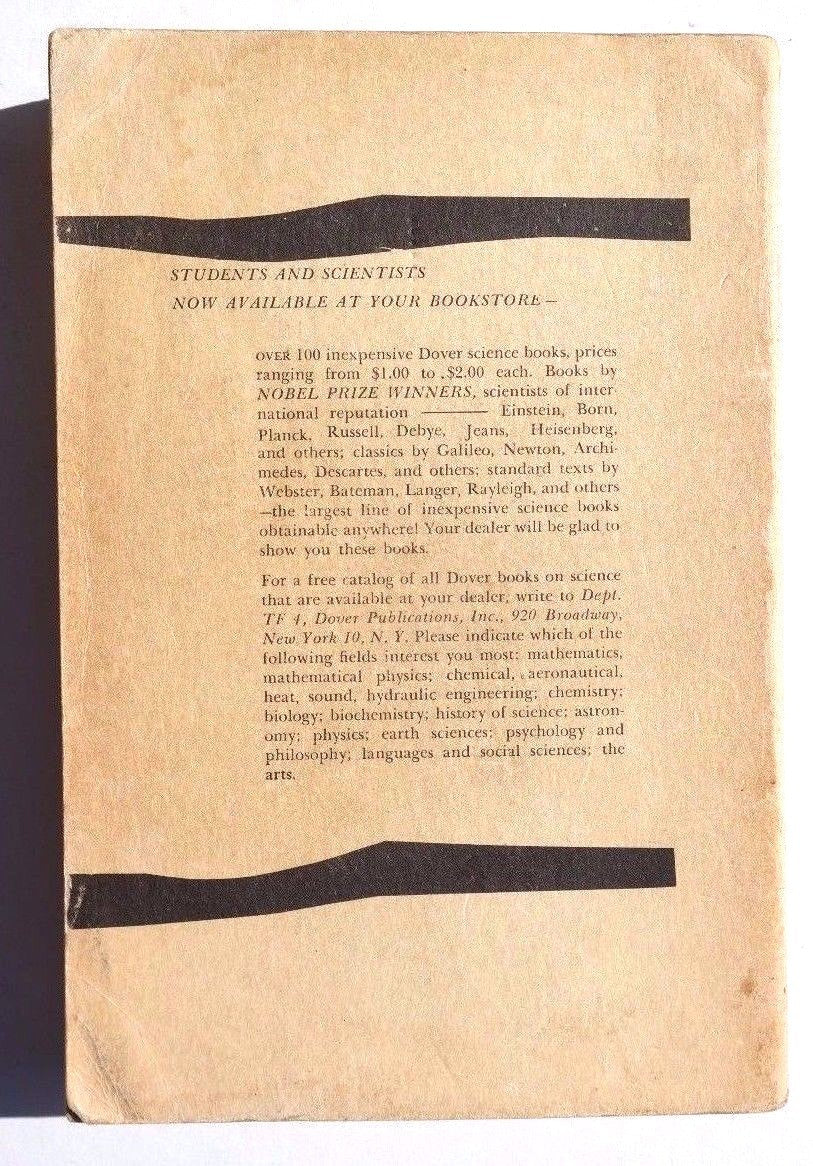 STUDENTS AND SCIENTISTS
NOW AVAILABLE AT YOUR BOOKSTORE—
OVER 100 inexpensive Dover science books, prices
ranging from $1.00 to $2.00 each. Books by
NOBEL PRIZE WINNERS, scientists of inter-
national reputation ——— Einstein, Born,
Planck, Russell, Debye, Jeans, Heisenberg,
and others; classics by Galileo, Newton, Archi-
medes, Descartes, and others; standard texts by
Webster, Bateman, Langer, Rayleigh, and others
—the largest line of inexpensive science books
obtainable anywhere! Your dealer will be glad to
show you these books.
For a free catalog of all Dover books on science
that are available at your dealer, write to Dept.
TF 4, Dover Publications, Inc., 920 Broadway,
New York 10, N. Y. Please indicate which of the
following fields interest you most: mathematics,
mathematical physics; chemical, aeronautical,
heat, sound, hydraulic engineering; chemistry;
biology; biochemistry; history of science; astron-
omy; physics; earth sciences; psychology and
philosophy; languages and social sciences; the
arts.